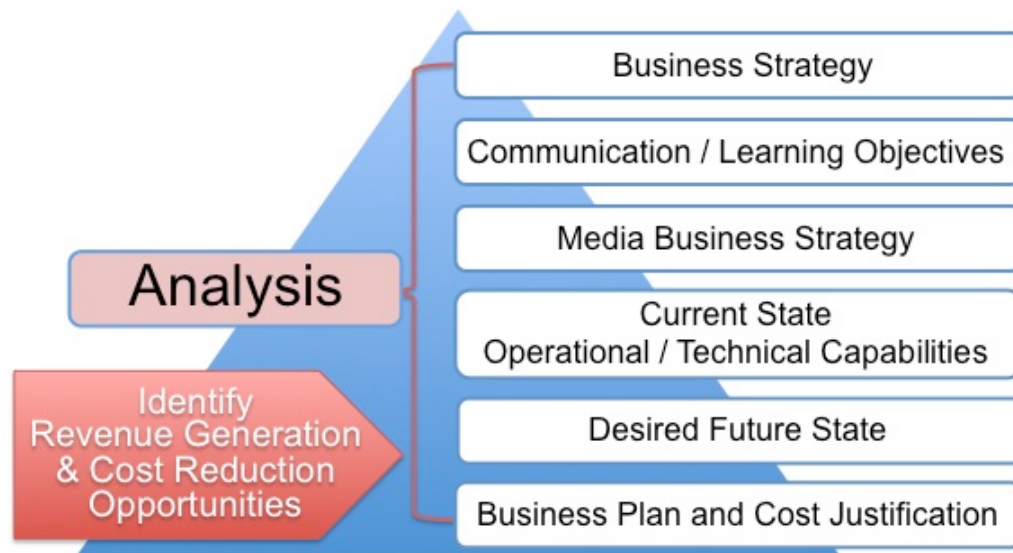 Business Strategy
Communication / Learning Objectives
Media Business Strategy
Analysis
Current State
Operational / Technical Capabilities
Identify
Revenue Generation
& Cost Reduction
Opportunities
Desired Future State
Business Plan and Cost Justification